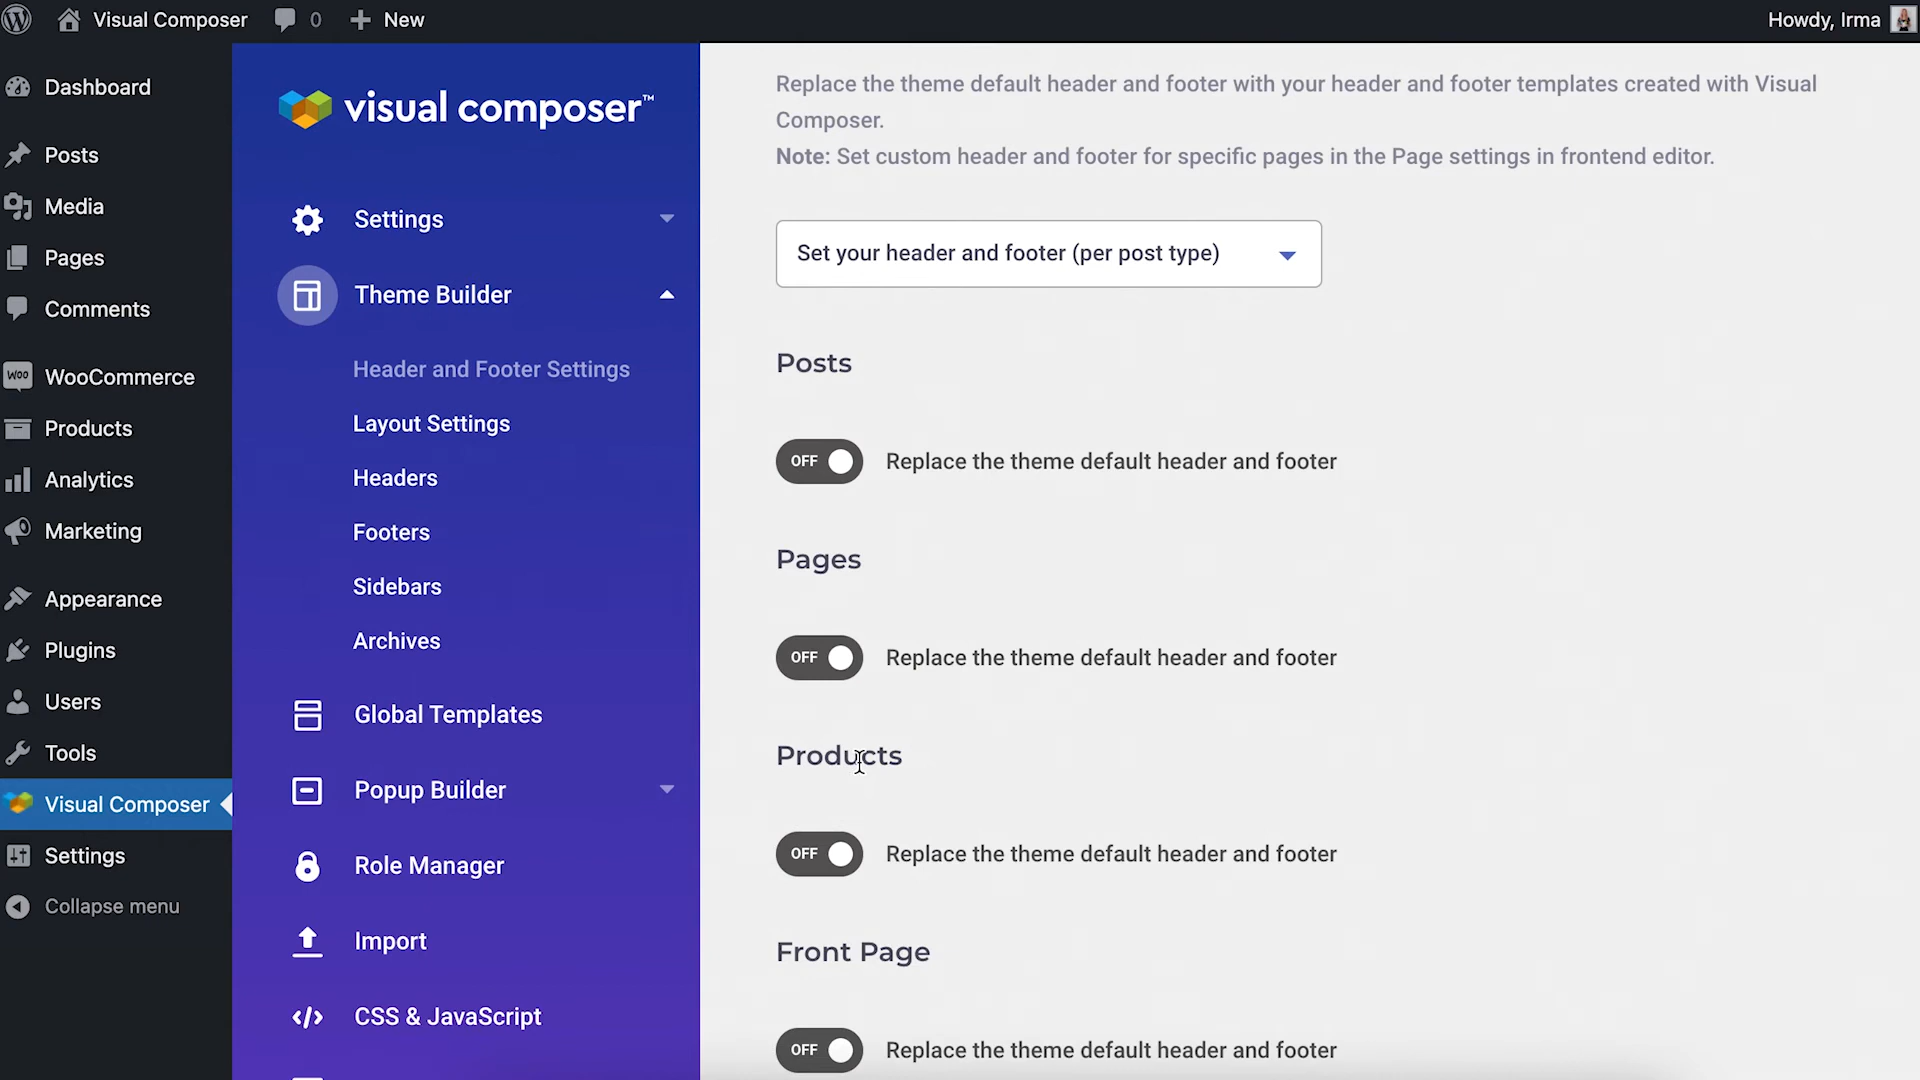 Visual Composer
0
New
Howdy, Irma
Dashboard
Posts
Media
Pages
Comments
WOO
WooCommerce
Products
Analytics
Marketing
Appearance
Plugins
Users
Tools
Visual Composer
Settings
Collapse menu
visual composer™
Settings
Theme Builder
Header and Footer Settings
Layout Settings
Headers
Footers
Sidebars
Archives
Global Templates
Popup Builder
Role Manager
Import
CSS & JavaScript
Replace the theme default header and footer with your header and footer templates created with Visual
Composer.
Note: Set custom header and footer for specific pages in the Page settings in frontend editor.
Set your header and footer (per post type)
Posts
OFF Replace the theme default header and footer
Pages
OFF Replace the theme default header and footer
Products
OFF Replace the theme default header and footer
Front Page
OFF Replace the theme default header and footer